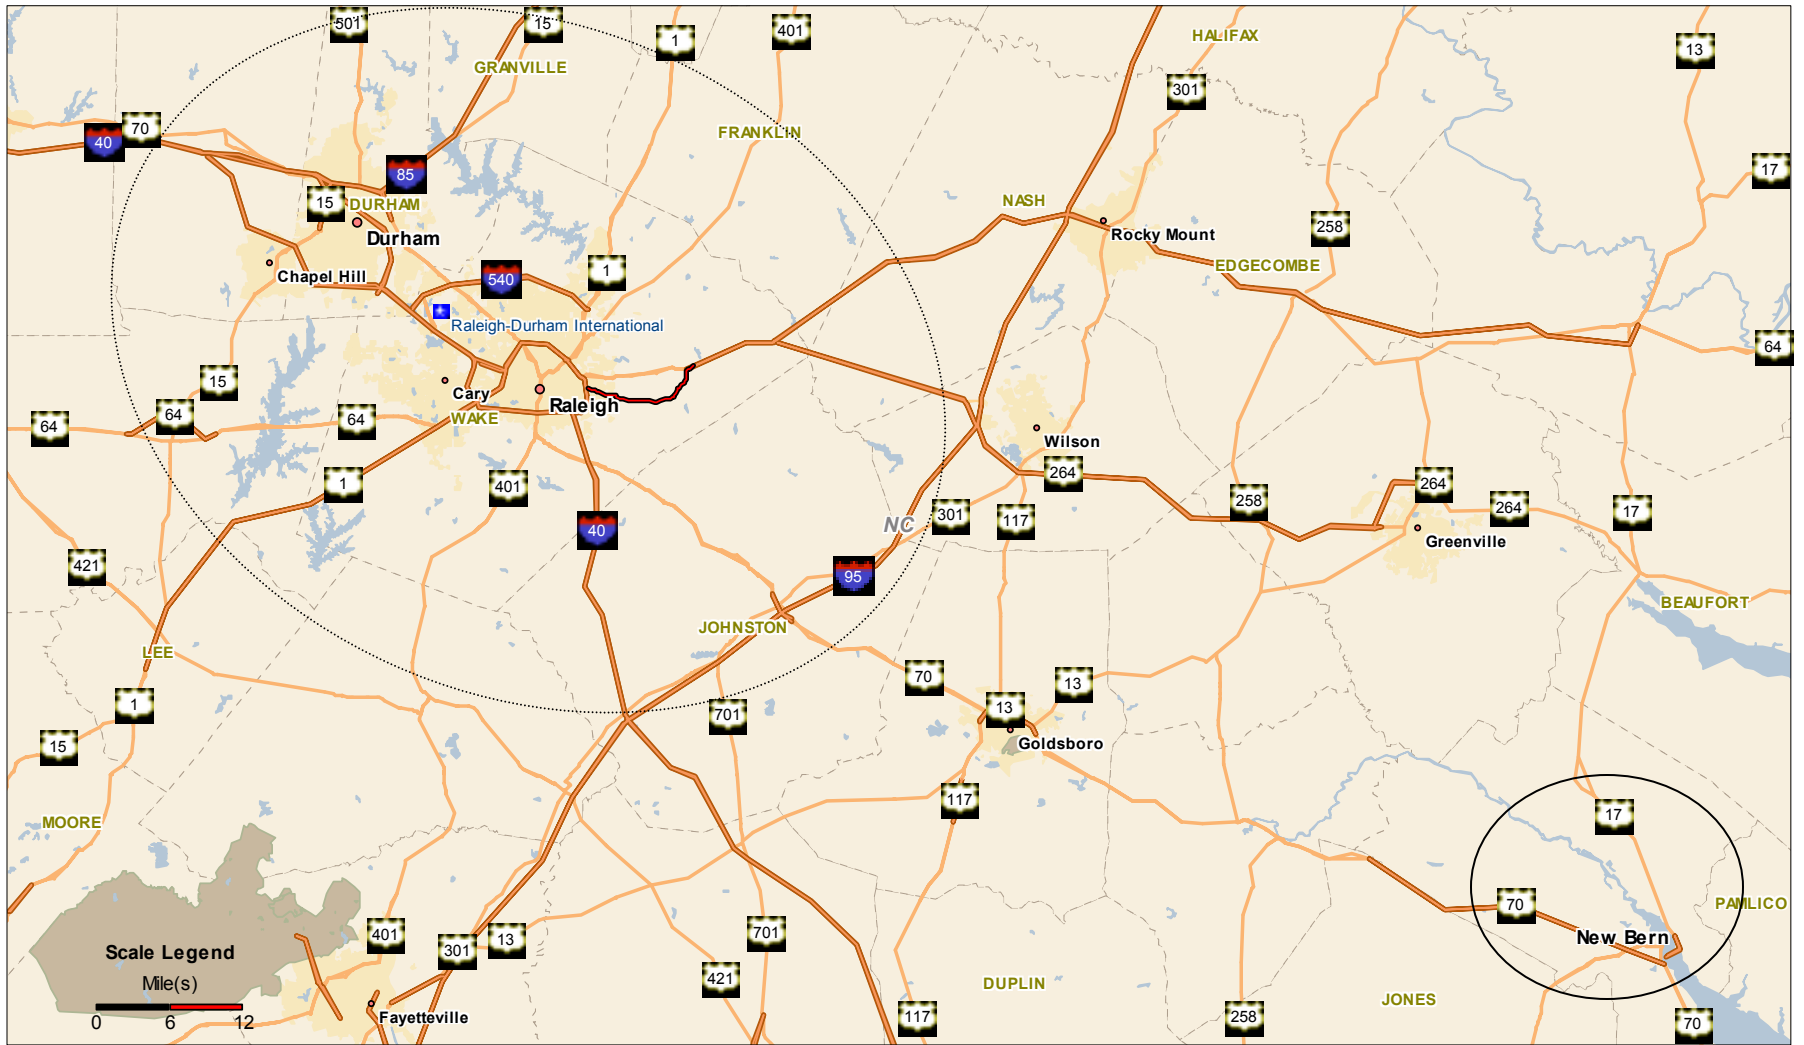 501
15
1
401
HALIFAX
13
GRANVILLE
301
FRANKLIN
40
70
85
17
15
DURHAM
NASH
Durham
258
Rocky Mount
Chapel Hill
540
1
EDGECOMBE
Raleigh-Durham International
64
15
Cary
Raleigh
64
64
64
WAKE
Wilson
264
1
401
258
264
264
17
301
117
NC
40
Greenville
421
95
BEAUFORT
JOHNSTON
LEE
70
13
1
701
13
15
Goldsboro
117
17
MOORE
70
PAMLICO
401
701
New Bern
301
13
Scale Legend
Mile(s)
421
DUPLIN
JONES
0 6 12
Fayetteville
117
258
70